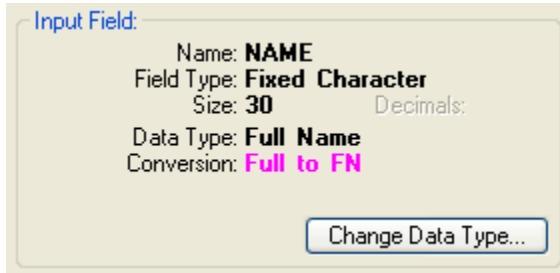 Input Field:
Name: NAME
Field Type: Fixed Character
Size: 30 Decimals:
Data Type: Full Name
Conversion: Full to FN
Change Data Type...